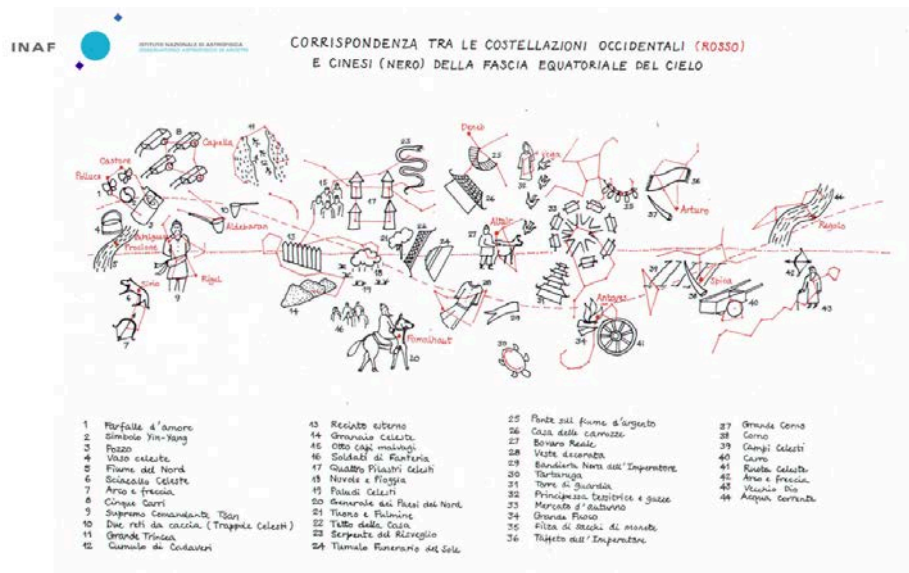 INAF
ISTITUTO NAZIONALE DI ASTROFISICA
OSSERVATORIO ASTROFISICO DI ARCETRI
CORRISPONDENZA TRA LE COSTELLAZIONI OCCIDENTALI (ROSSO)
E CINESI (NERO) DELLA FASCIA EQUATORIALE DEL CIELO
Castore
Polluce
Capella
Procione
Aldebaran
Sirio
Rigel
Deneb
Vega
Altair
Fomalhaut
Antares
Arturo
Spica
Regolo
1 Farfalle d'amore
2 Simbolo Yin-Yang
3 Pozzo
4 Vaso celeste
5 Fiume del Nord
6 Sciacallo Celeste
7 Arco e freccia
8 Cinque Carri
9 Supremo Comandante Tsan
10 Due reti da caccia (Trappole Celesti)
11 Grande Trincea
12 Cumulo di Cadaveri
13 Recinto esterno
14 Granaio Celeste
15 Otto capi malvagi
16 Soldati di Fanteria
17 Quattro Pilastri Celesti
18 Nuvole e Pioggia
19 Paludi Celesti
20 Generale dei Paesi del Nord
21 Tuono e Fulmine
22 Tetto della Casa
23 Serpente del Risveglio
24 Tumulo Funerario del Sole
25 Ponte sul fiume d'argento
26 Casa delle carrozze
27 Bovaro Reale
28 Veste decorata
29 Bandiera Nera dell'Imperatore
30 Tartaruga
31 Torre di guardia
32 Principessa tessitrice e gazze
33 Mercato d'autunno
34 Grande Fuoco
35 Filza di sacchi di monete
36 Tappeto dell'Imperatore
37 Grande Corno
38 Corno
39 Campi Celesti
40 Carro
41 Ruota Celeste
42 Arco e freccia
43 Vecchio Dio
44 Acqua corrente